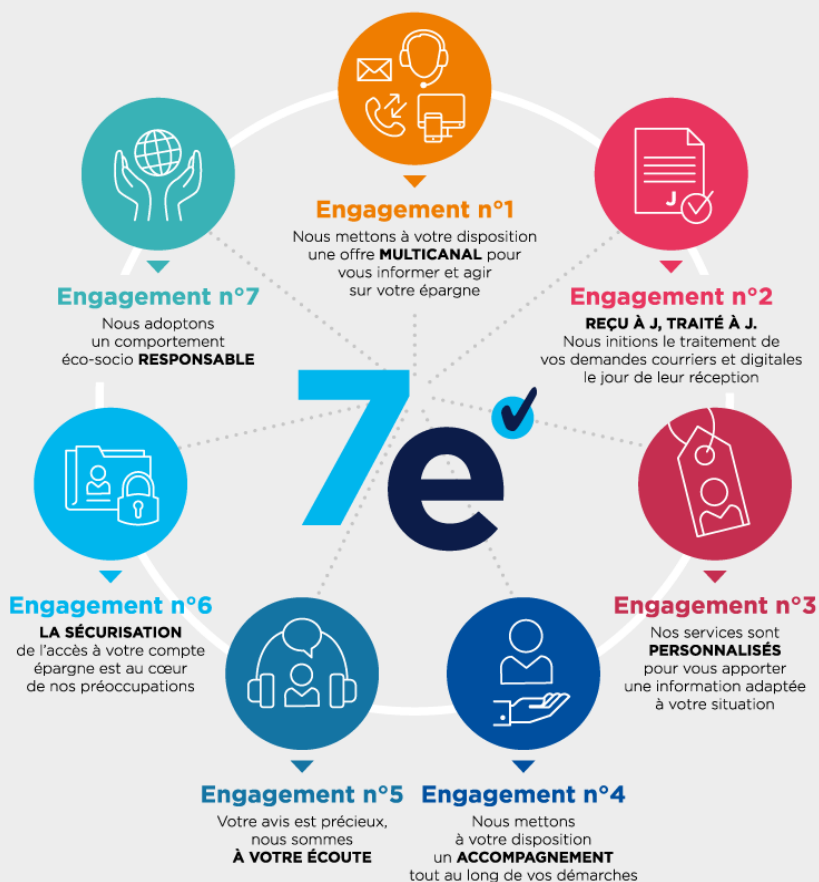 Engagement n°1
Nous mettons à votre disposition
une offre MULTICANAL pour
vous informer et agir
sur votre épargne
J
Engagement n°2
REÇU À J, TRAITÉ À J.
Nous initions le traitement de
vos demandes courriers et digitales
le jour de leur réception
Engagement n°3
Nos services sont
PERSONNALISÉS
pour vous apporter
une information adaptée
à votre situation
Engagement n°4
Nous mettons
à votre disposition
un ACCOMPAGNEMENT
tout au long de vos démarches
Engagement n°5
Votre avis est précieux,
nous sommes
À VOTRE ÉCOUTE
Engagement n°6
LA SÉCURISATION
de l'accès à votre compte
épargne est au cœur
de nos préoccupations
Engagement n°7
Nous adoptons
un comportement
éco-socio RESPONSABLE
7e